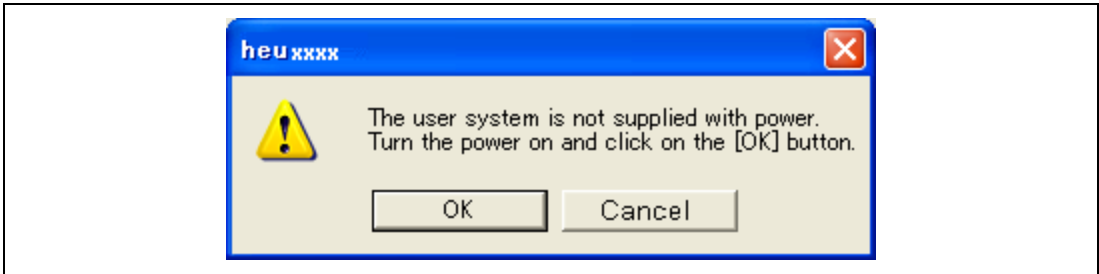 heuxxxx
The user system is not supplied with power.
Turn the power on and click on the [OK] button.
OK
Cancel